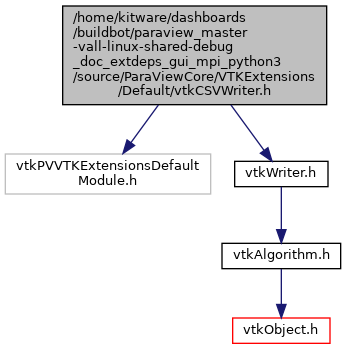 /home/kitware/dashboards
/buildbot/paraview_master
-vall-linux-shared-debug
_doc_extdeps_gui_mpi_python3
/source/ParaViewCore/VTKExtensions
/Default/vtkCSVWriter.h
vtkPVVTKExtensionsDefault
Module.h
vtkWriter.h
vtkAlgorithm.h
vtkObject.h